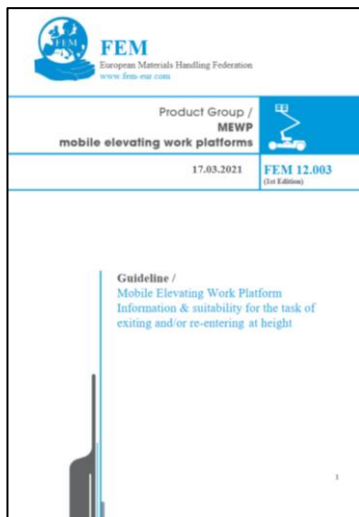 FEM
European Materials Handling Federation
www.fem-eur.com
Product Group /
MEWP
mobile elevating work platforms
17.03.2021
FEM 12.003
(1st Edition)
Guideline /
Mobile Elevating Work Platform
Information & suitability for the task of
exiting and/or re-entering at height
1